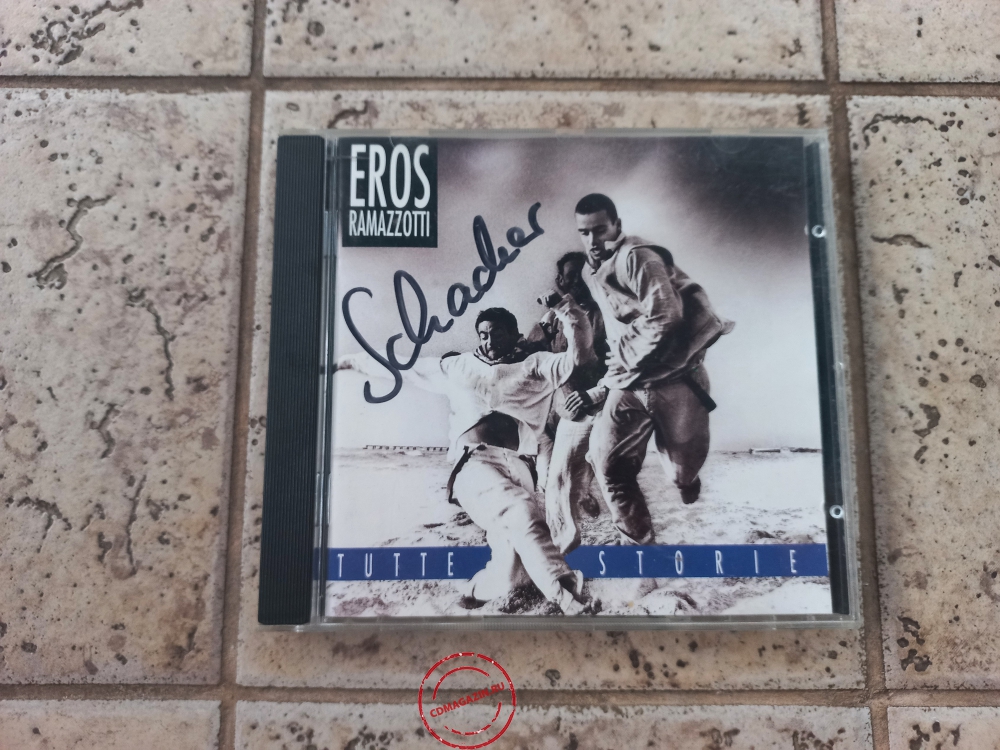 EROS
RAMAZZOTTI
Schacher
TUTTE STORIE
CDMAGAZIN.RU